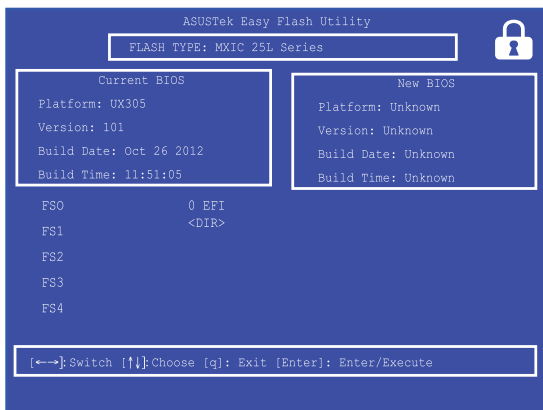 ASUSTek Easy Flash Utility
FLASH TYPE: MXIC 25L Series
Current BIOS
Platform: UX305
Version: 101
Build Date: Oct 26 2012
Build Time: 11:51:05
New BIOS
Platform: Unknown
Version: Unknown
Build Date: Unknown
Build Time: Unknown
FSO 0 EFI
<DIR>
FS1
FS2
FS3
FS4
[←→]:Switch [↑↓]:Choose [q]: Exit [Enter]: Enter/Execute